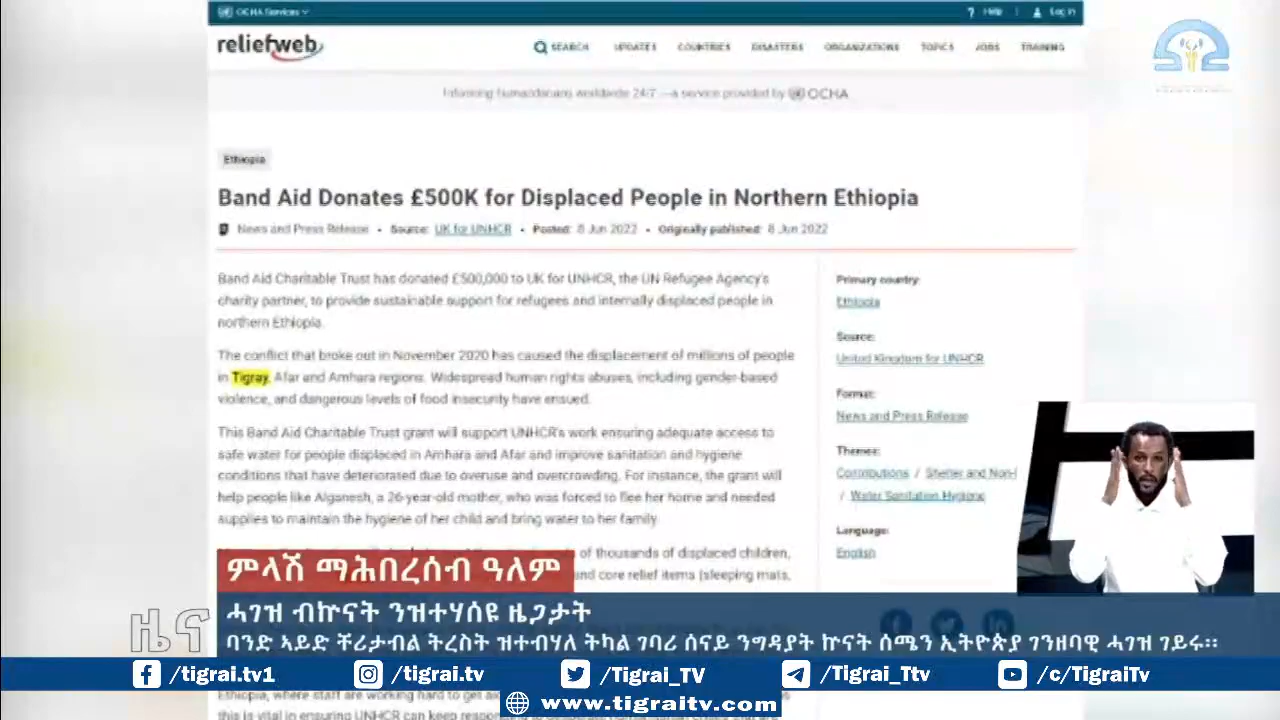 OCHA Services
Help
Log in
reliefweb
SEARCH UPDATES COUNTRIES DISASTERS ORGANIZATIONS TOPICS JOBS TRAINING
Informing humanitarians worldwide 24/7 — a service provided by OCHA
Ethiopia
Band Aid Donates £500K for Displaced People in Northern Ethiopia
News and Press Release • Source: UK for UNHCR • Posted: 8 Jun 2022 • Originally published: 8 Jun 2022
Band Aid Charitable Trust has donated £500,000 to UK for UNHCR, the UN Refugee Agency's
charity partner, to provide sustainable support for refugees and internally displaced people in
northern Ethiopia.
The conflict that broke out in November 2020 has caused the displacement of millions of people
in Tigray, Afar and Amhara regions. Widespread human rights abuses, including gender-based
violence, and dangerous levels of food insecurity have ensued.
This Band Aid Charitable Trust grant will support UNHCR's work ensuring adequate access to
safe water for people displaced in Amhara and Afar and improve sanitation and hygiene
conditions that have deteriorated due to overuse and overcrowding. For instance, the grant will
help people like Alganesh, a 26-year-old mother, who was forced to flee her home and needed
supplies to maintain the hygiene of her child and bring water to her family.
of thousands of displaced children,
and core relief items (sleeping mats,
Primary country:
Ethiopia
Source:
United Kingdom for UNHCR
Format:
News and Press Release
Themes:
Contributions / Shelter and Non-
/ Water Sanitation Hygiene
Language:
English
ምላሽ ማሕበረሰብ ዓለም
ዜና
ሓገዝ ብኵናት ንዝተሃሰዩ ዜጋታት
ባንድ ኣይድ ቸሪታብል ትረስት ዝተብሃለ ትካል ገባሪ ሰናይ ንግዳያት ኵናት ሰሜን ኢትዮጵያ ገንዘባዊ ሓገዝ ገይሩ።
/tigrai.tv1 /tigrai.tv /Tigrai_TV /Tigrai_Ttv /c/TigraiTv
Ethiopia, where staff are working hard to get
www.tigraitv.com
this is vital in ensuring UNHCR can keep